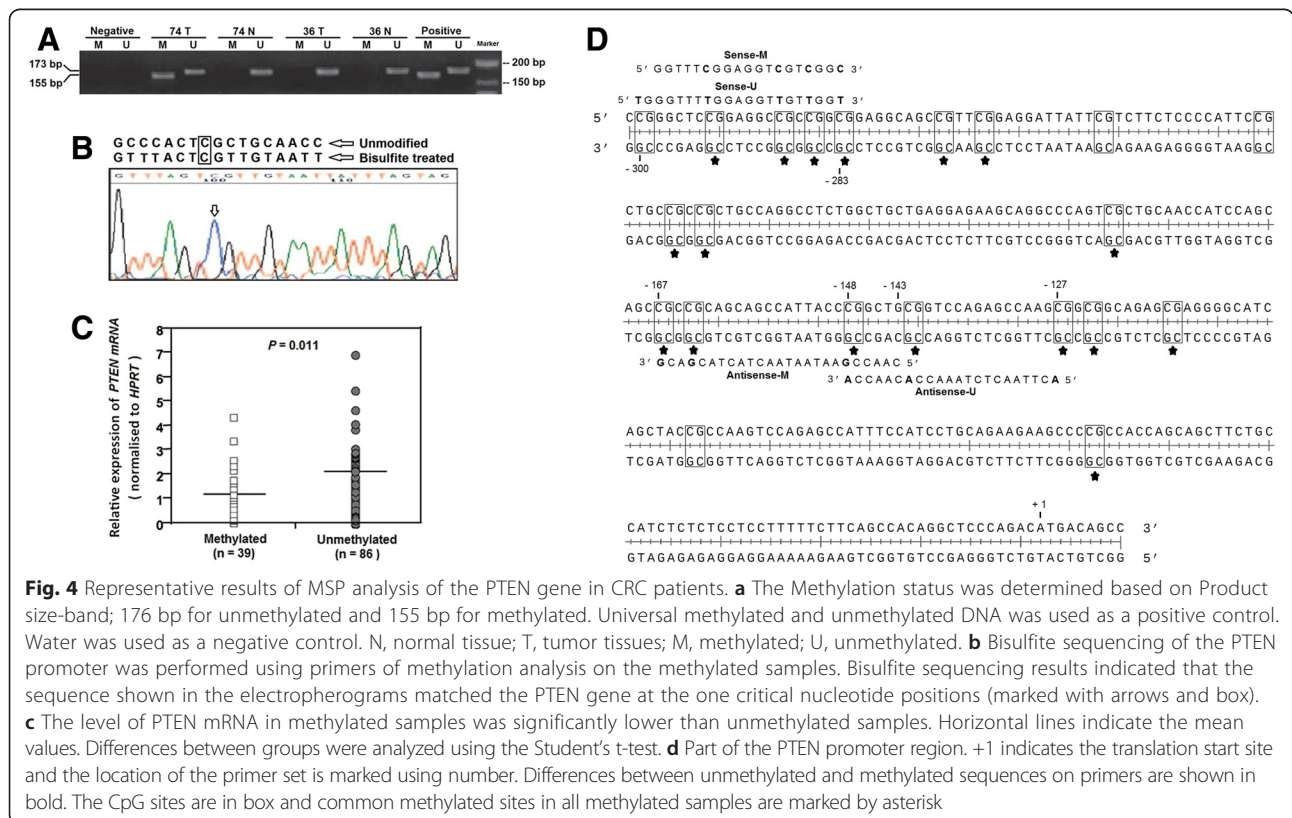 A
Negative 74 T 74 N 36 T 36 N Positive
M U M U M U M U M U M U Marker
173 bp
155 bp
-- 200 bp
-- 150 bp
B
GCCCACTCGCTGCAACC Unmodified
GTTTACTCGTTGTAATT Bisulfite treated
G T T T A G T C G T T G T A A T T A T T T A G T A G
100 110
C
Relative expression of PTEN mRNA
( normalised to HPRT )
8
7
6
5
4
3
2
1
0
P = 0.011
Methylated
(n = 39)
Unmethylated
(n = 86)
D
Sense-M
5′ GGTTTCGGAGGTCGTCGGC 3′
Sense-U
5′ TGGGTTTTGGAGGTTGTTGGT 3′
5′ CCGGGCTCCGGAGGCCGCCGGCGGAGGCAGCCGTTCGGAGGATTATTCGTCTTCTCCCCATTCCG
3′ GGCCCGAGGCCTCCGGCGGCCGCCTCCGTCGGCAAGCCTCCTAATAAGCAGAAGAGGGGTAAGGC
- 300
- 283
CTGCCGCCGCTGCCAGGCCTCTGGCTGCTGAGGAGAAGCAGGCCCAGTCGCTGCAACCATCCAGC
GACGGCGGCGACGGTCCGGAGACCGACGACTCCTCTTCGTCCGGGTCAGCGACGTTGGTAGGTCG
- 167 - 148 - 143 - 127
AGCCGCCGCAGCAGCCATTACCCGGCTGCGGTCCAGAGCCAAGCGGCGGCAGAGCGAGGGGCATC
TCGGCGGCGTCGTCGGTAATGGGCCGACGCCAGGTCTCGGTTCGCCGCCGTCTCGCTCCCCGTAG
3′ GCAGCATCATCAATAATAAGCCAAC 5′
Antisense-M
3′ ACCAACACCAAATCTCAATTCA 5′
Antisense-U
AGCTACCGCCAAGTCCAGAGCCATTTCCATCCTGCAGAAGAAGCCCCGCCACCAGCAGCTTCTGC
TCGATGGCGGTTCAGGTCTCGGTAAAGGTAGGACGTCTTCTTCGGGGCGGTGGTCGTCGAAGACG
+ 1
CATCTCTCTCCTCCTTTTTCTTCAGCCACAGGCTCCCAGACATGACAGCC 3′
GTAGAGAGAGGAGGAAAAAGAAGTCGGTGTCCGAGGGTCTGTACTGTCGG 5′
Fig. 4 Representative results of MSP analysis of the PTEN gene in CRC patients. a The Methylation status was determined based on Product
size-band; 176 bp for unmethylated and 155 bp for methylated. Universal methylated and unmethylated DNA was used as a positive control.
Water was used as a negative control. N, normal tissue; T, tumor tissues; M, methylated; U, unmethylated. b Bisulfite sequencing of the PTEN
promoter was performed using primers of methylation analysis on the methylated samples. Bisulfite sequencing results indicated that the
sequence shown in the electropherograms matched the PTEN gene at the one critical nucleotide positions (marked with arrows and box).
c The level of PTEN mRNA in methylated samples was significantly lower than unmethylated samples. Horizontal lines indicate the mean
values. Differences between groups were analyzed using the Student's t-test. d Part of the PTEN promoter region. +1 indicates the translation start site
and the location of the primer set is marked using number. Differences between unmethylated and methylated sequences on primers are shown in
bold. The CpG sites are in box and common methylated sites in all methylated samples are marked by asterisk